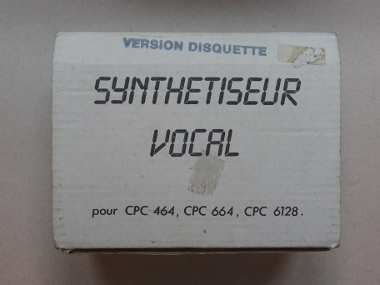 VERSION DISQUETTE
SYNTHETISEUR
VOCAL
pour CPC 464, CPC 664, CPC 6128.